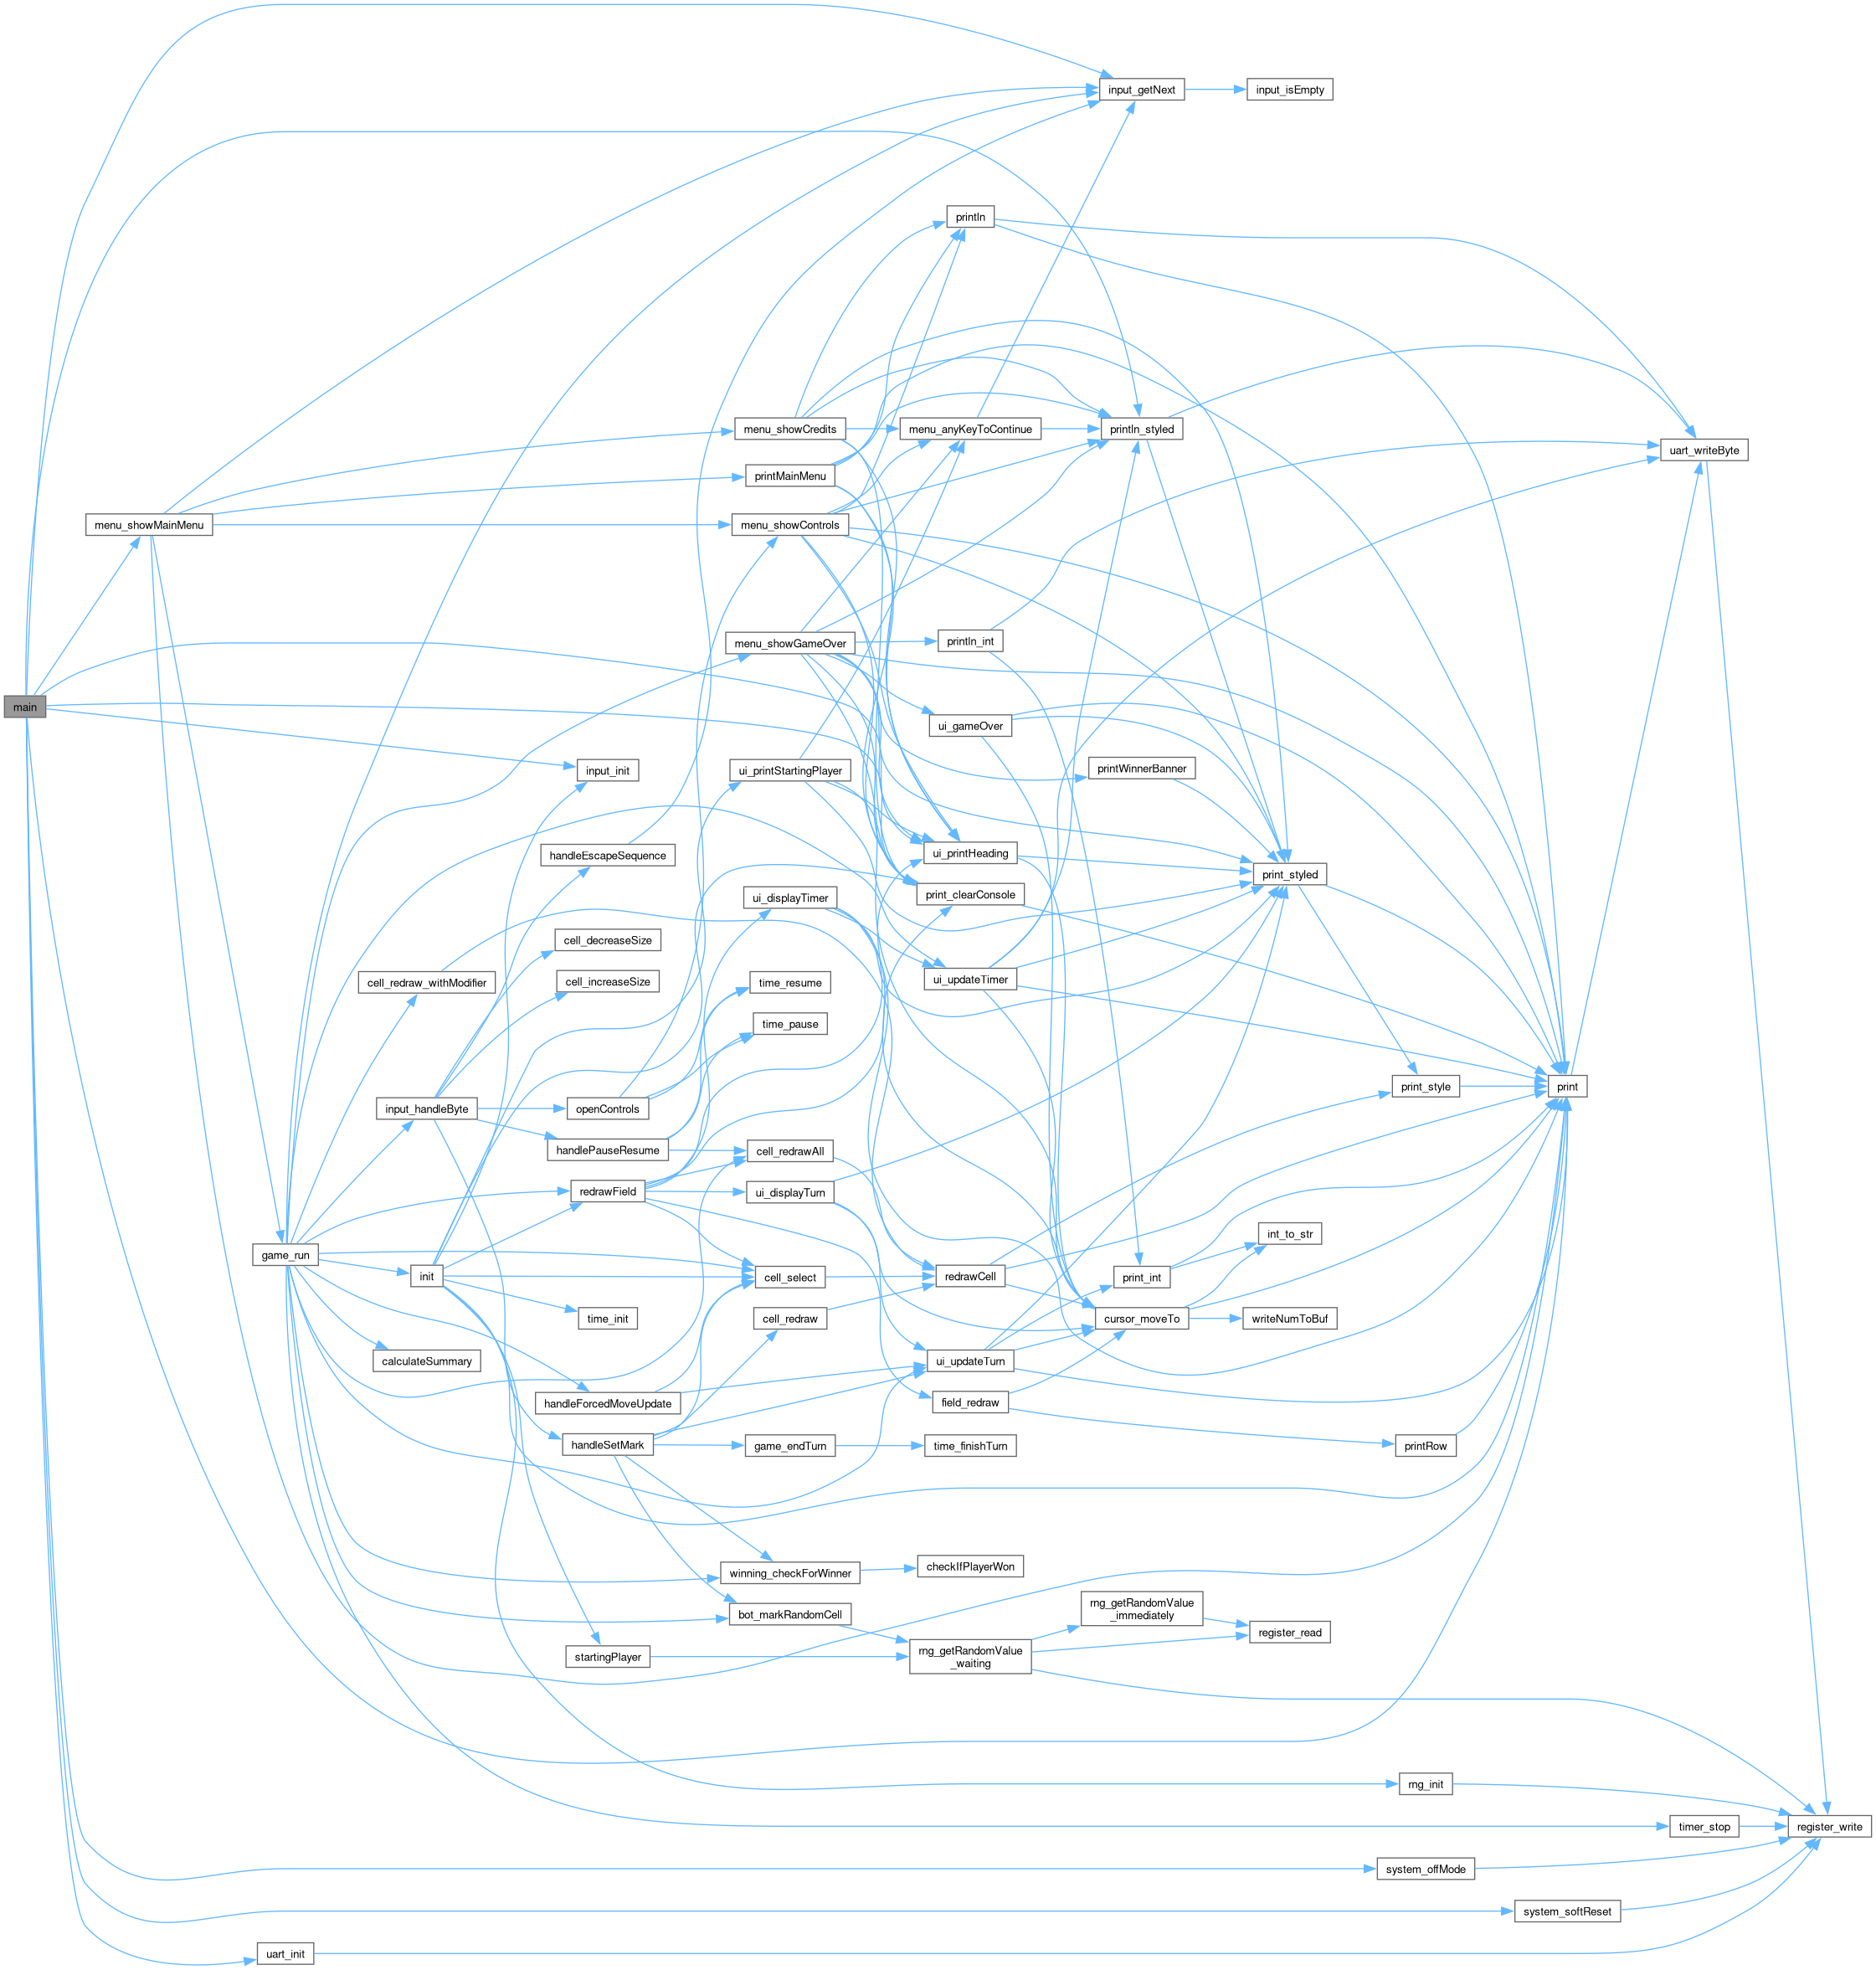 input_getNext
input_isEmpty
println
menu_showCredits
menu_anyKeyToContinue
println_styled
uart_writeByte
printMainMenu
menu_showMainMenu
menu_showControls
menu_showGameOver
println_int
main
ui_gameOver
input_init
ui_printStartingPlayer
printWinnerBanner
handleEscapeSequence
ui_printHeading
print_styled
ui_displayTimer
print_clearConsole
cell_decreaseSize
cell_redraw_withModifier
cell_increaseSize
time_resume
ui_updateTimer
time_pause
print_style
print
input_handleByte
openControls
handlePauseResume
cell_redrawAll
redrawField
ui_displayTurn
int_to_str
game_run
init
cell_select
redrawCell
print_int
time_init
cell_redraw
cursor_moveTo
writeNumToBuf
calculateSummary
ui_updateTurn
handleForcedMoveUpdate
field_redraw
handleSetMark
game_endTurn
time_finishTurn
printRow
winning_checkForWinner
checkIfPlayerWon
bot_markRandomCell
rng_getRandomValue
_immediately
register_read
startingPlayer
rng_getRandomValue
_waiting
rng_init
timer_stop
register_write
system_offMode
system_softReset
uart_init